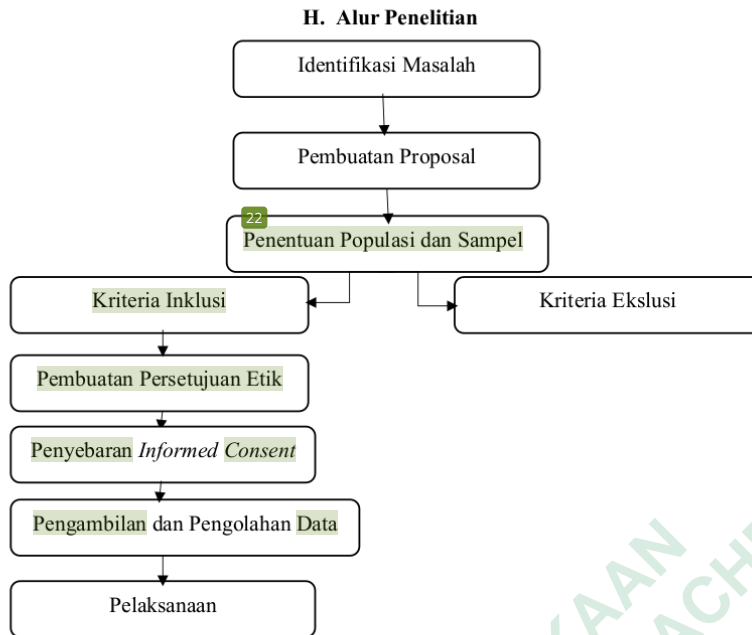 H. Alur Penelitian
Identifikasi Masalah
Pembuatan Proposal
22
Penentuan Populasi dan Sampel
Kriteria Inklusi
Kriteria Ekslusi
Pembuatan Persetujuan Etik
Penyebaran Informed Consent
Pengambilan dan Pengolahan Data
Pelaksanaan